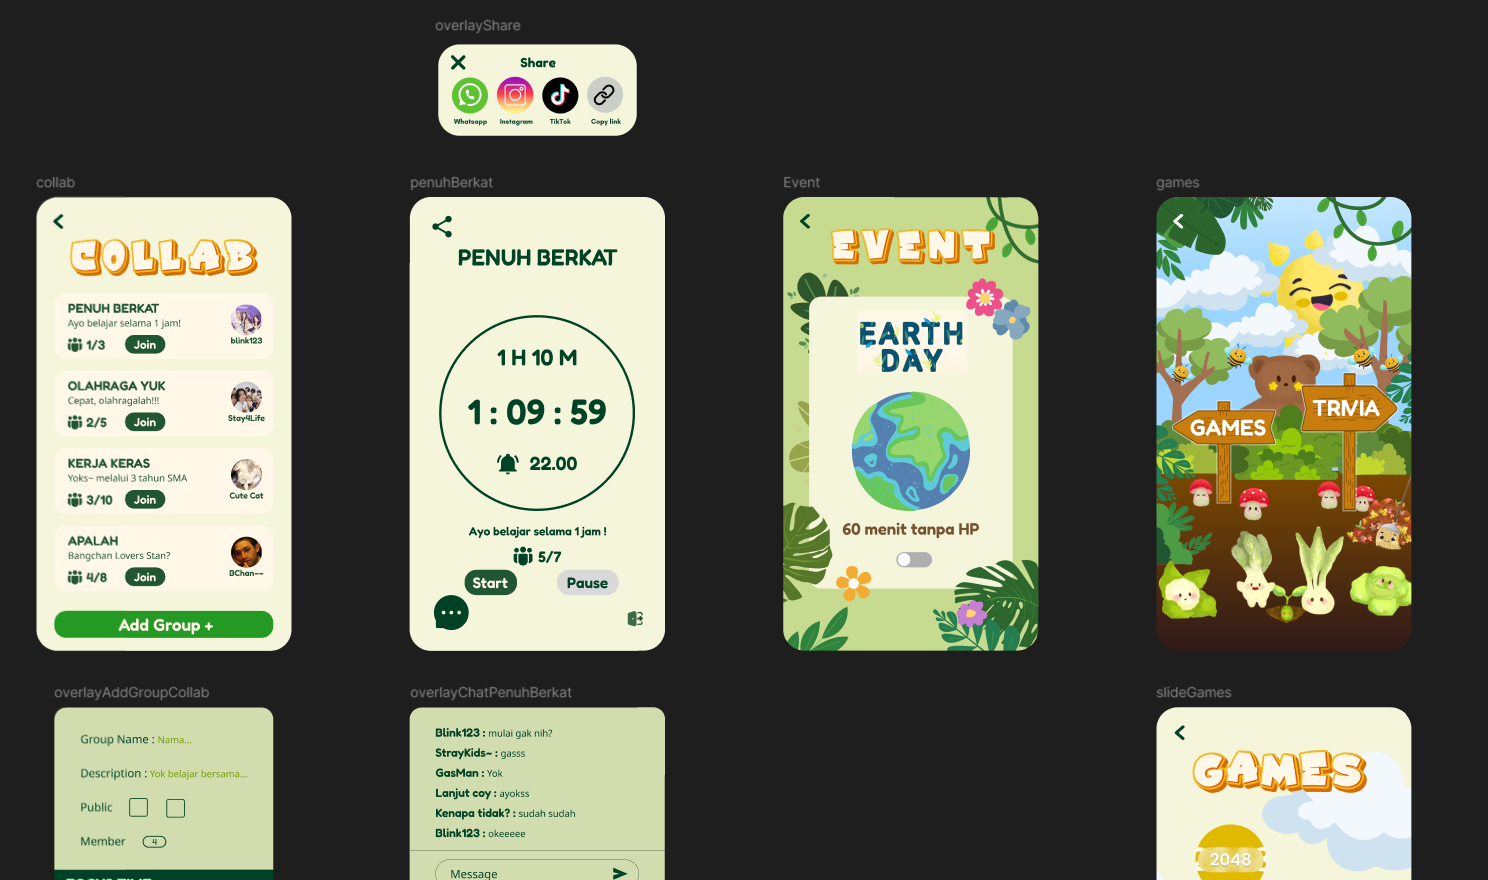 overlayShare
Share
Whatsapp
Instagram
TikTok
Copy link
collab
COLLAB
PENUH BERKAT
Ayo belajar selama 1 jam!
1/3
Join
blink123
OLAHRAGA YUK
Cepat, olahragalah!!!
2/5
Join
Stay4Life
KERJA KERAS
Yoks~ melalui 3 tahun SMA
3/10
Join
Cute Cat
APALAH
Bangchan Lovers Stan?
4/8
Join
BChan~~
Add Group +
penuhBerkat
PENUH BERKAT
1 H 10 M
1 : 09 : 59
22.00
Ayo belajar selama 1 jam !
5/7
Start
Pause
Event
EVENT
EARTH
DAY
60 menit tanpa HP
games
GAMES
TRIVIA
overlayAddGroupCollab
Group Name : Nama...
Description : Yok belajar bersama...
Public
Member
4
overlayChatPenuhBerkat
Blink123 : mulai gak nih?
StrayKids~ : gasss
GasMan : Yok
Lanjut coy : ayokss
Kenapa tidak? : sudah sudah
Blink123 : okeeeee
Message
slideGames
GAMES
2048